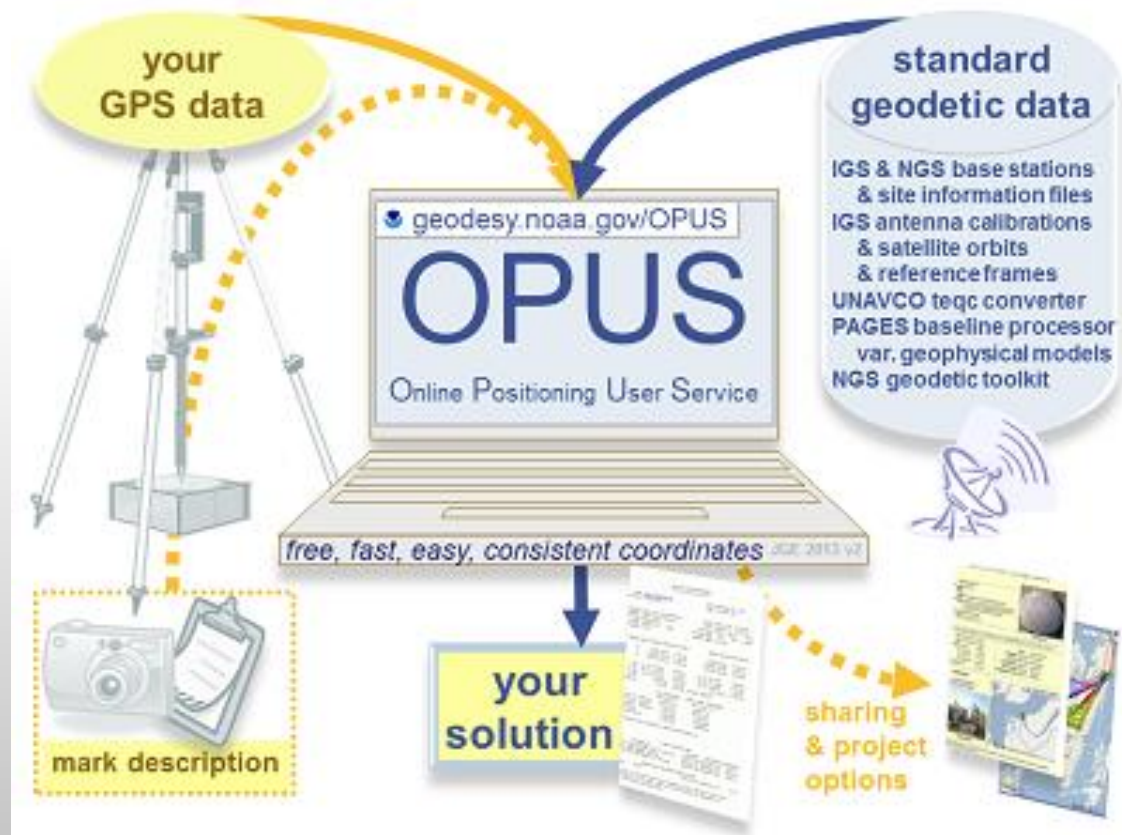 your
GPS data
standard
geodetic data
IGS & NGS base stations
& site information files
IGS antenna calibrations
& satellite orbits
& reference frames
UNAVCO teqc converter
PAGES baseline processor
var. geophysical models
NGS geodetic toolkit
geodesy.noaa.gov/OPUS
OPUS
Online Positioning User Service
free, fast, easy, consistent coordinates
2013 v2
mark description
your
solution
sharing
& project
options